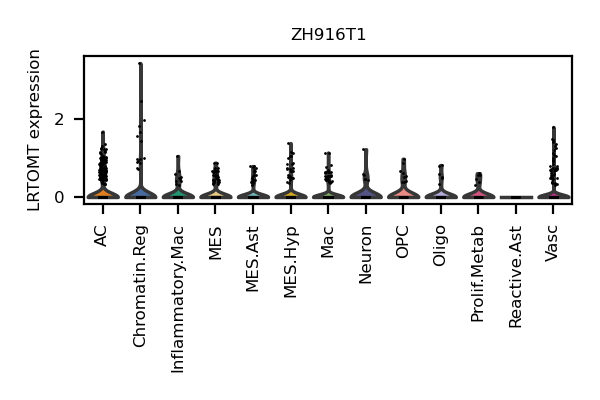 ZH916T1
LRTOMT expression
2
0
AC
Chromatin.Reg
Inflammatory.Mac
MES
MES.Ast
MES.Hyp
Mac
Neuron
OPC
Oligo
Prolif.Metab
Reactive.Ast
Vasc